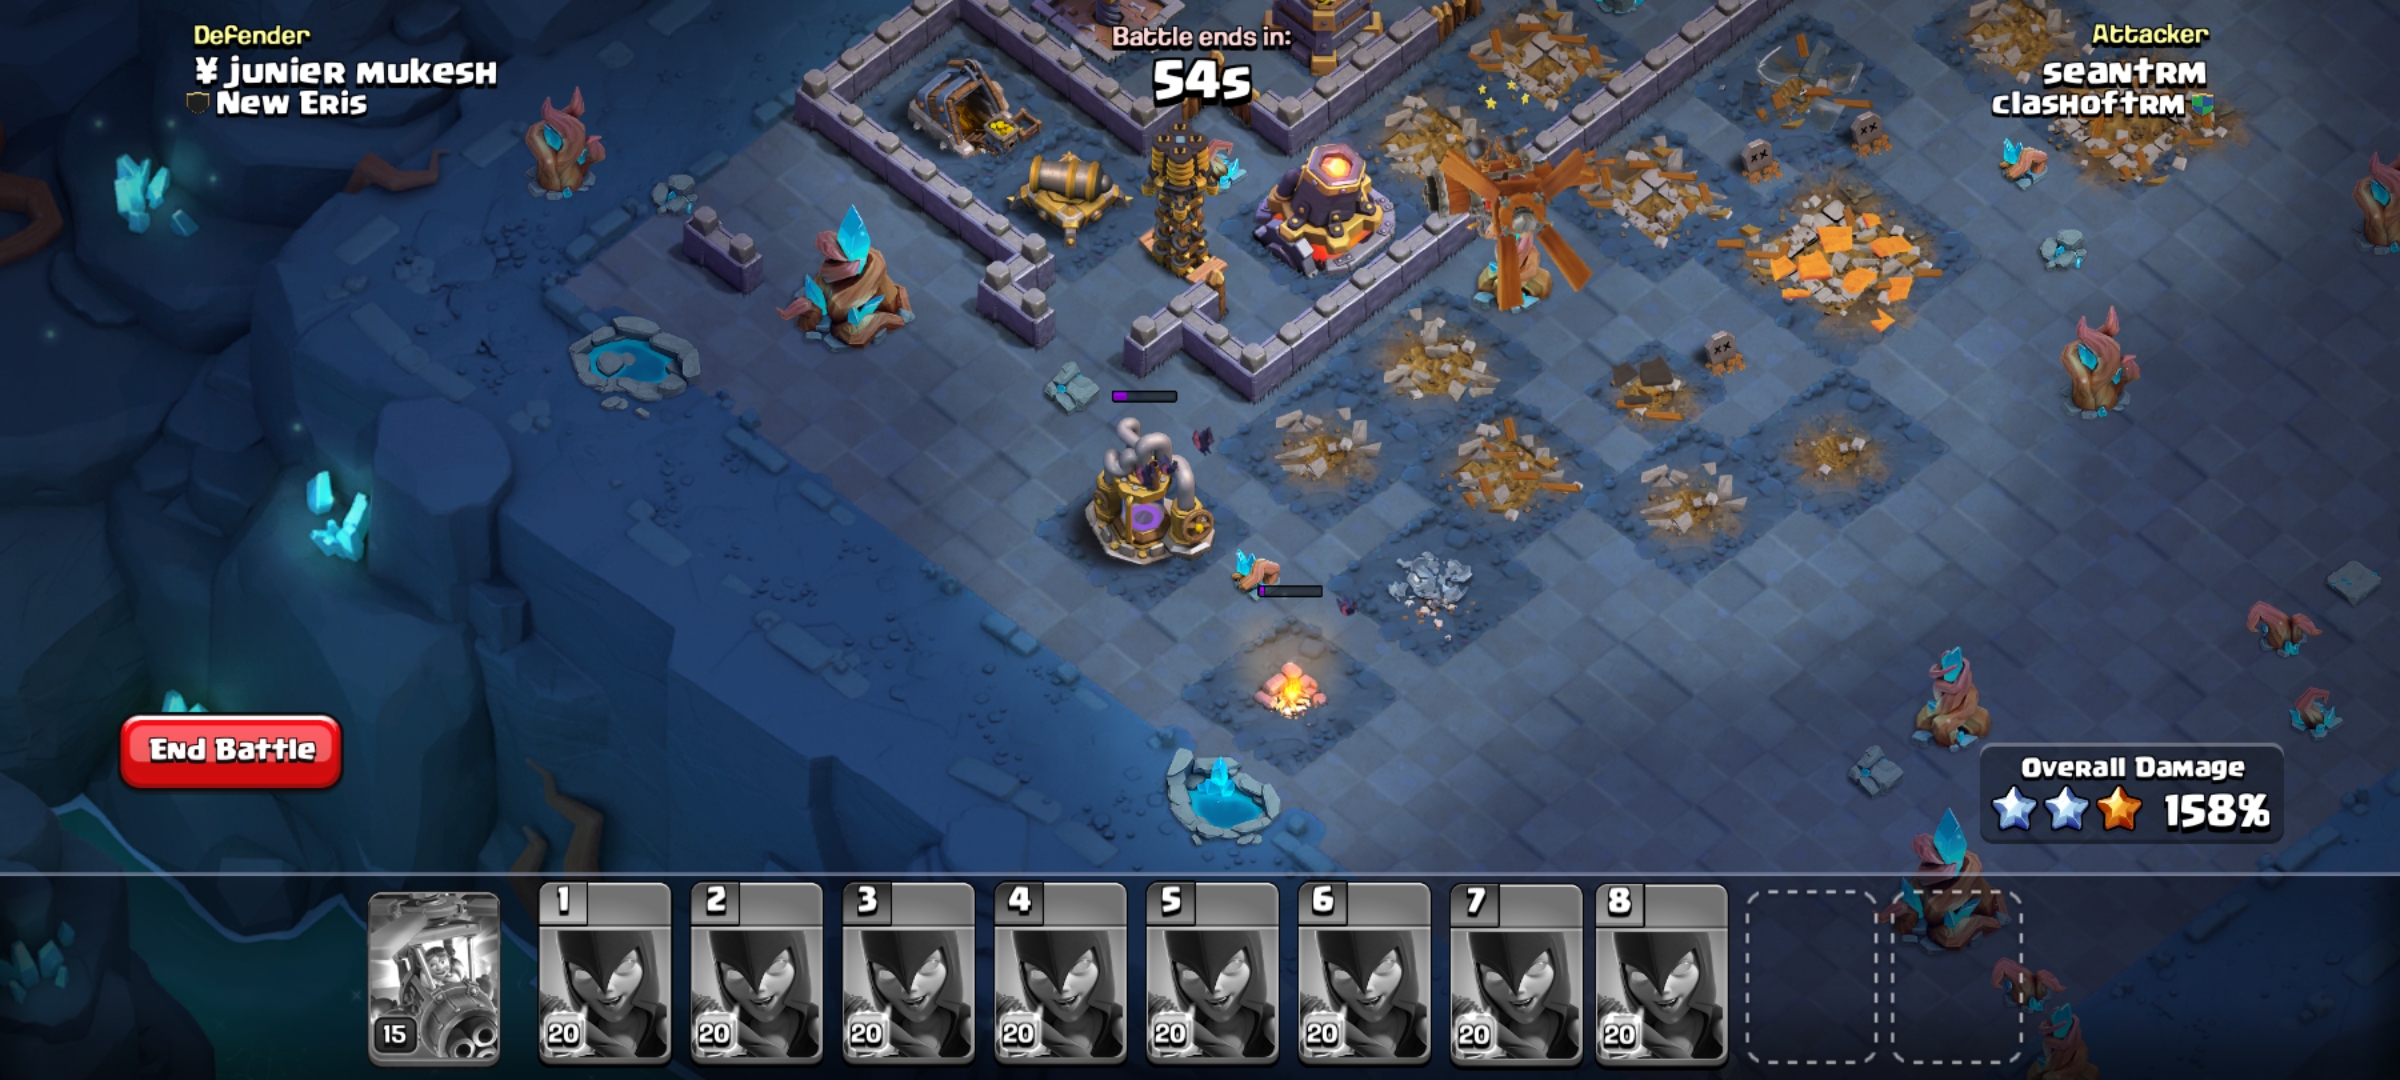 Defender
¥ junier mukesh
New Eris
Battle ends in:
54s
Attacker
seantrm
clashoftrm
End Battle
Overall Damage
158%
15
1
20
2
20
3
20
4
20
5
20
6
20
7
20
8
20